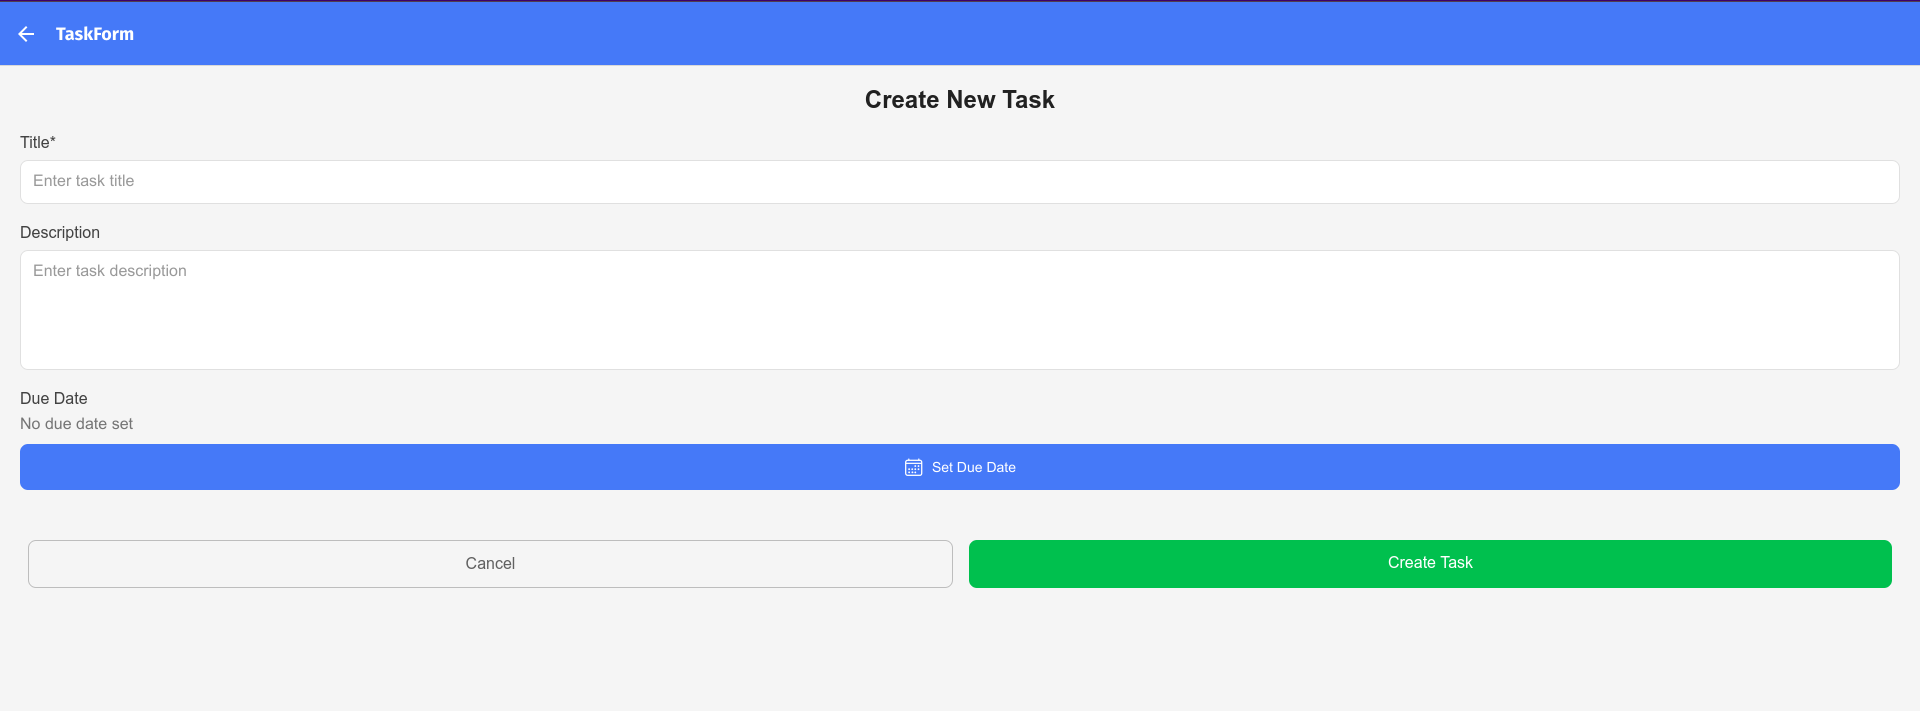 TaskForm
Create New Task
Title*
Enter task title
Description
Enter task description
Due Date
No due date set
Set Due Date
Cancel
Create Task